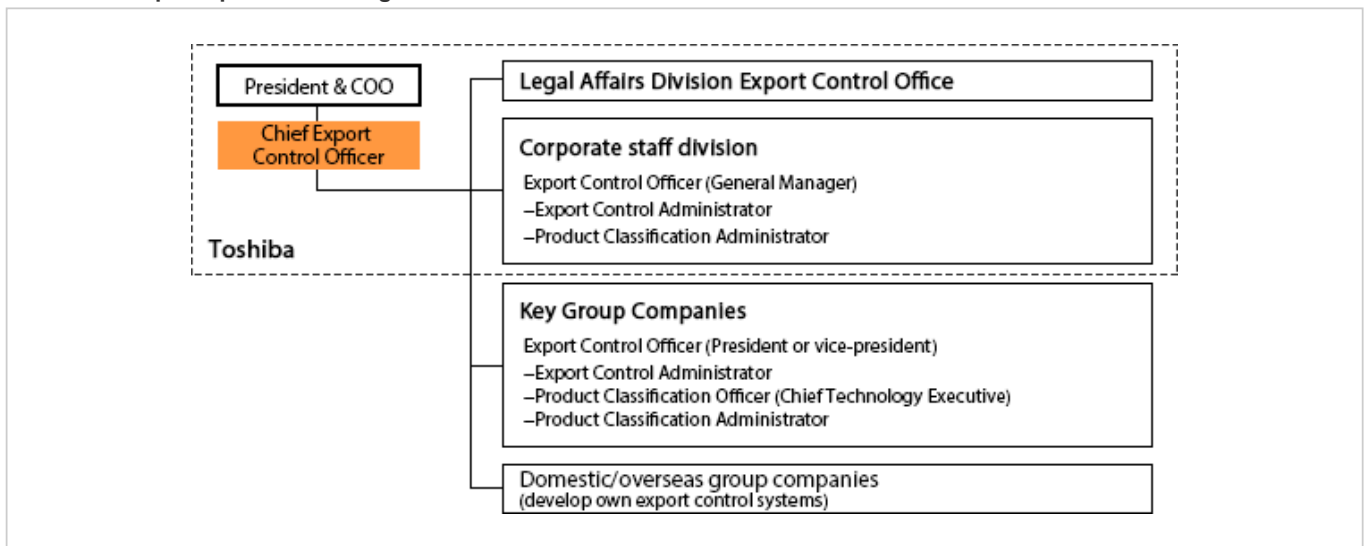 President & COO
Chief Export
Control Officer
Toshiba
Legal Affairs Division Export Control Office
Corporate staff division
Export Control Officer (General Manager)
–Export Control Administrator
–Product Classification Administrator
Key Group Companies
Export Control Officer (President or vice-president)
–Export Control Administrator
–Product Classification Officer (Chief Technology Executive)
–Product Classification Administrator
Domestic/overseas group companies
(develop own export control systems)